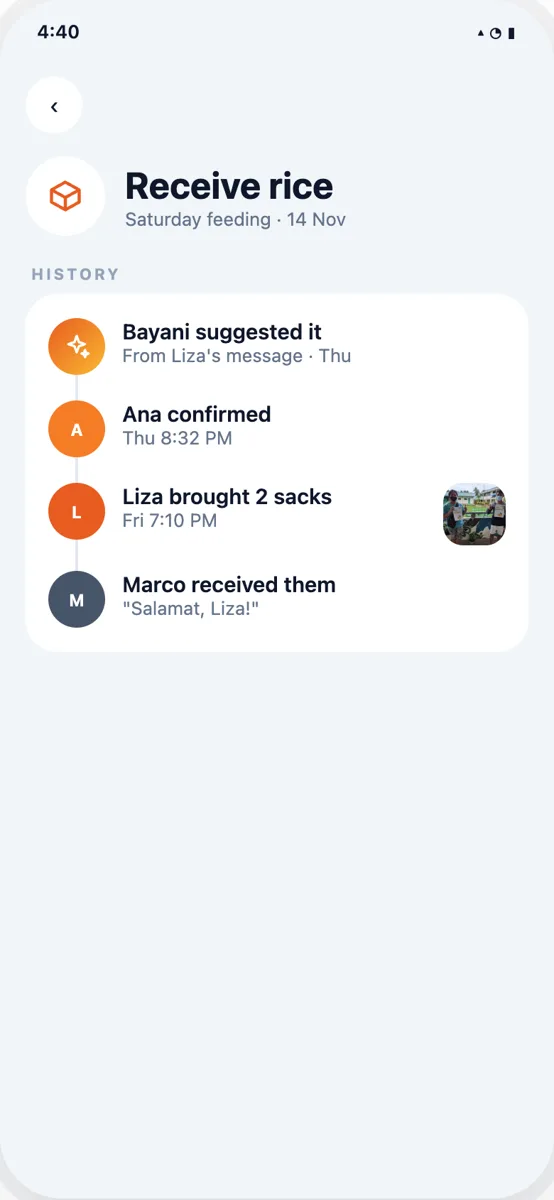 4:40
‹
Receive rice
Saturday feeding · 14 Nov
HISTORY
Bayani suggested it
From Liza's message · Thu
A
Ana confirmed
Thu 8:32 PM
L
Liza brought 2 sacks
Fri 7:10 PM
M
Marco received them
"Salamat, Liza!"